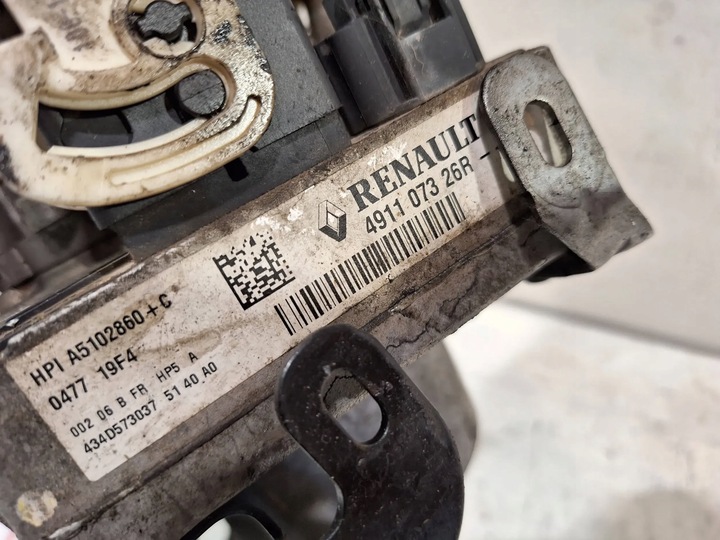 RENAULT
4911 073 26R
HPI A5102860+C
0477 19F4
002 06 B FR HP5 A
434D573037 5140A0